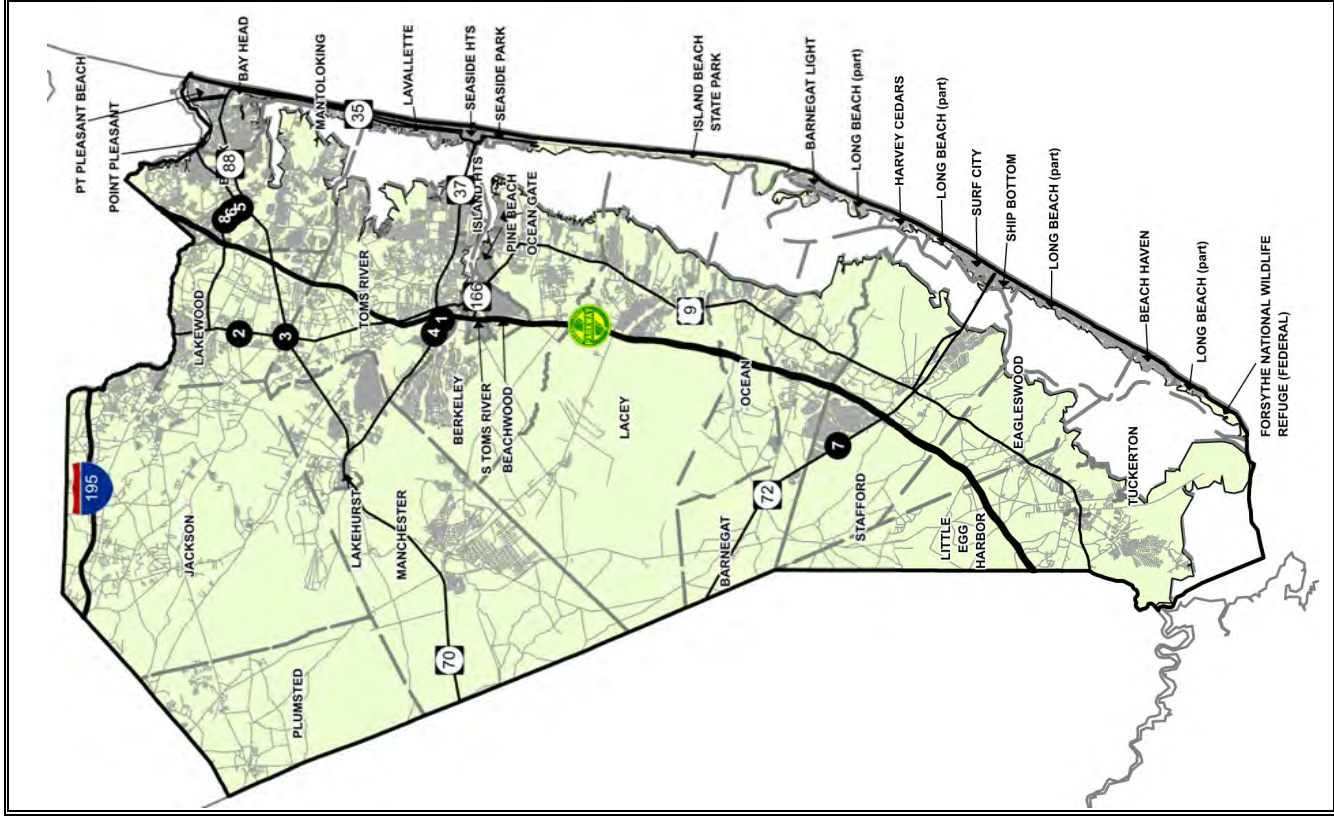 PT PLEASANT BEACH
POINT PLEASANT
BAY HEAD
MANTOLOKING
LAVALLETTE
SEASIDE HTS
SEASIDE PARK
ISLAND BEACH
STATE PARK
BARNEGAT LIGHT
LONG BEACH (part)
HARVEY CEDARS
LONG BEACH (part)
SURF CITY
SHIP BOTTOM
LONG BEACH (part)
BEACH HAVEN
LONG BEACH (part)
FORSYTHE NATIONAL WILDLIFE
REFUGE (FEDERAL)
35
88
8
6
5
37
ISLAND HTS
PINE BEACH
OCEAN GATE
166
LAKEWOOD
2
3
TOMS RIVER
4
1
9
195
JACKSON
LAKEHURST
MANCHESTER
BERKELEY
S TOMS RIVER
BEACHWOOD
LACEY
OCEAN
70
PLUMSTED
72
7
BARNEGAT
STAFFORD
LITTLE
EGG
HARBOR
EAGLESWOOD
TUCKERTON